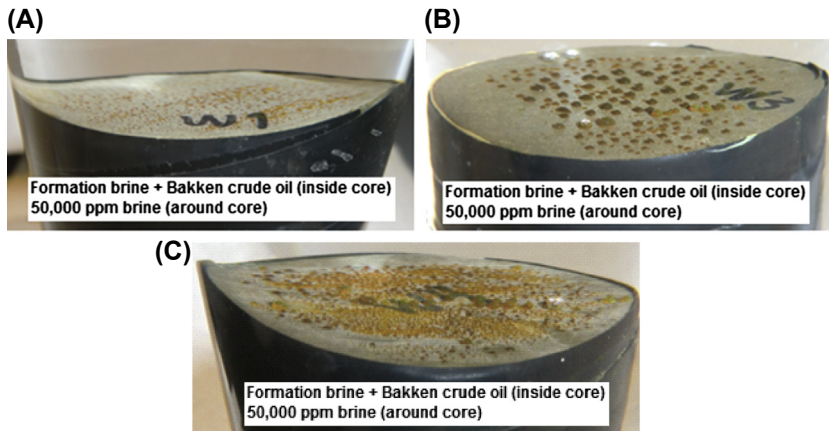 (A)
(B)
W1
W3
Formation brine + Bakken crude oil (inside core)
50,000 ppm brine (around core)
Formation brine + Bakken crude oil (inside core)
50,000 ppm brine (around core)
(C)
Formation brine + Bakken crude oil (inside core)
50,000 ppm brine (around core)